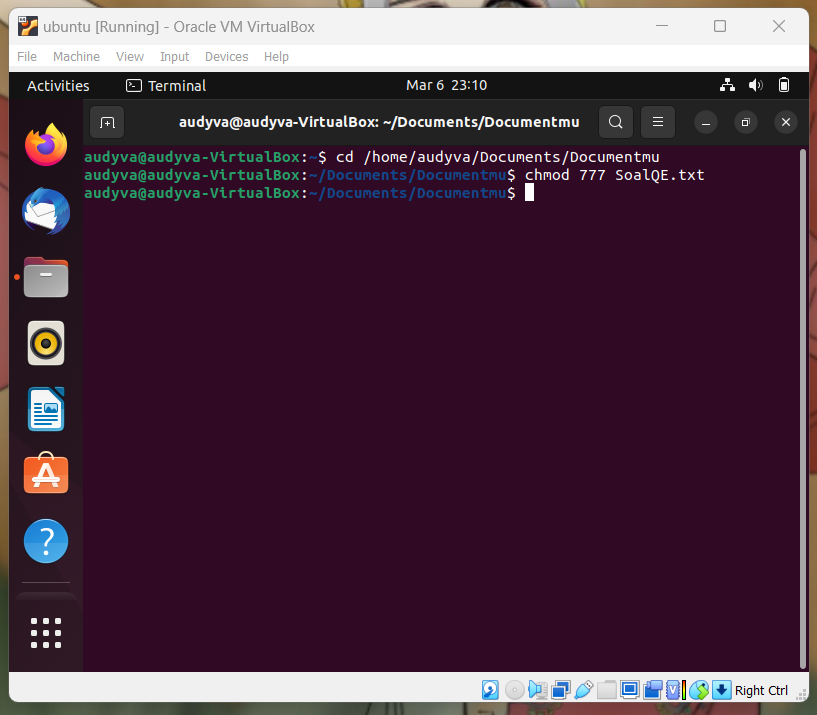 ubuntu [Running] - Oracle VM VirtualBox
File Machine View Input Devices Help
Activities Terminal Mar 6 23:10
audyva@audyva-VirtualBox: ~/Documents/Documentmu
audyva@audyva-VirtualBox:~$ cd /home/audyva/Documents/Documentmu
audyva@audyva-VirtualBox:~/Documents/Documentmu$ chmod 777 SoalQE.txt
audyva@audyva-VirtualBox:~/Documents/Documentmu$
Right Ctrl